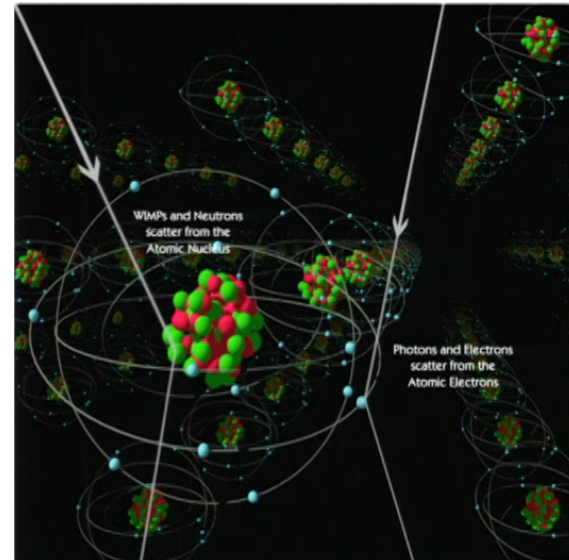 WIMPs and Neutrons
scatter from the
Atomic Nucleus
Photons and Electrons
scatter from the
Atomic Electrons